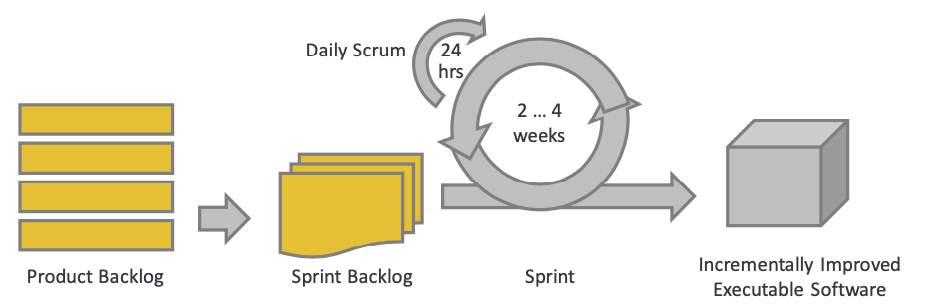 Daily Scrum
24
hrs
2 ... 4
weeks
Product Backlog
Sprint Backlog
Sprint
Incrementally Improved
Executable Software